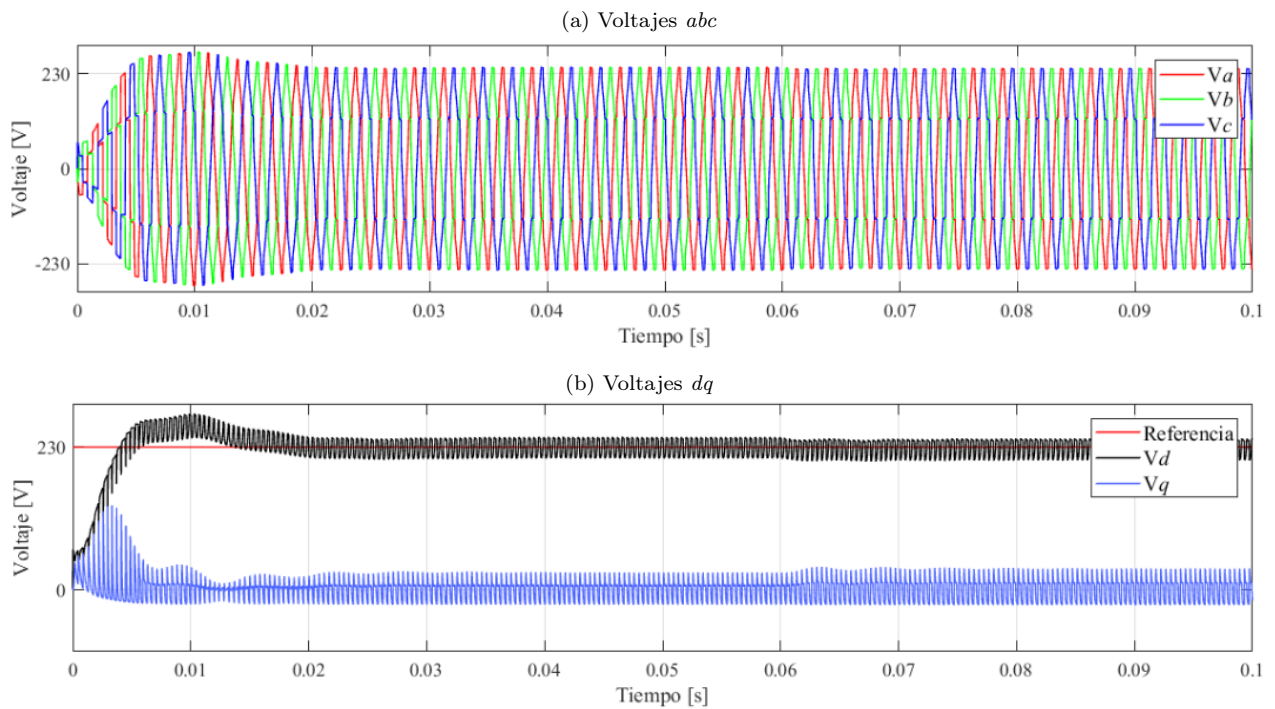 (a) Voltajes abc
Voltaje [V]
230
0
-230
Va
Vb
Vc
0 0.01 0.02 0.03 0.04 0.05 0.06 0.07 0.08 0.09 0.1
Tiempo [s]
(b) Voltajes dq
Voltaje [V]
230
0
Referencia
Vd
Vq
0 0.01 0.02 0.03 0.04 0.05 0.06 0.07 0.08 0.09 0.1
Tiempo [s]